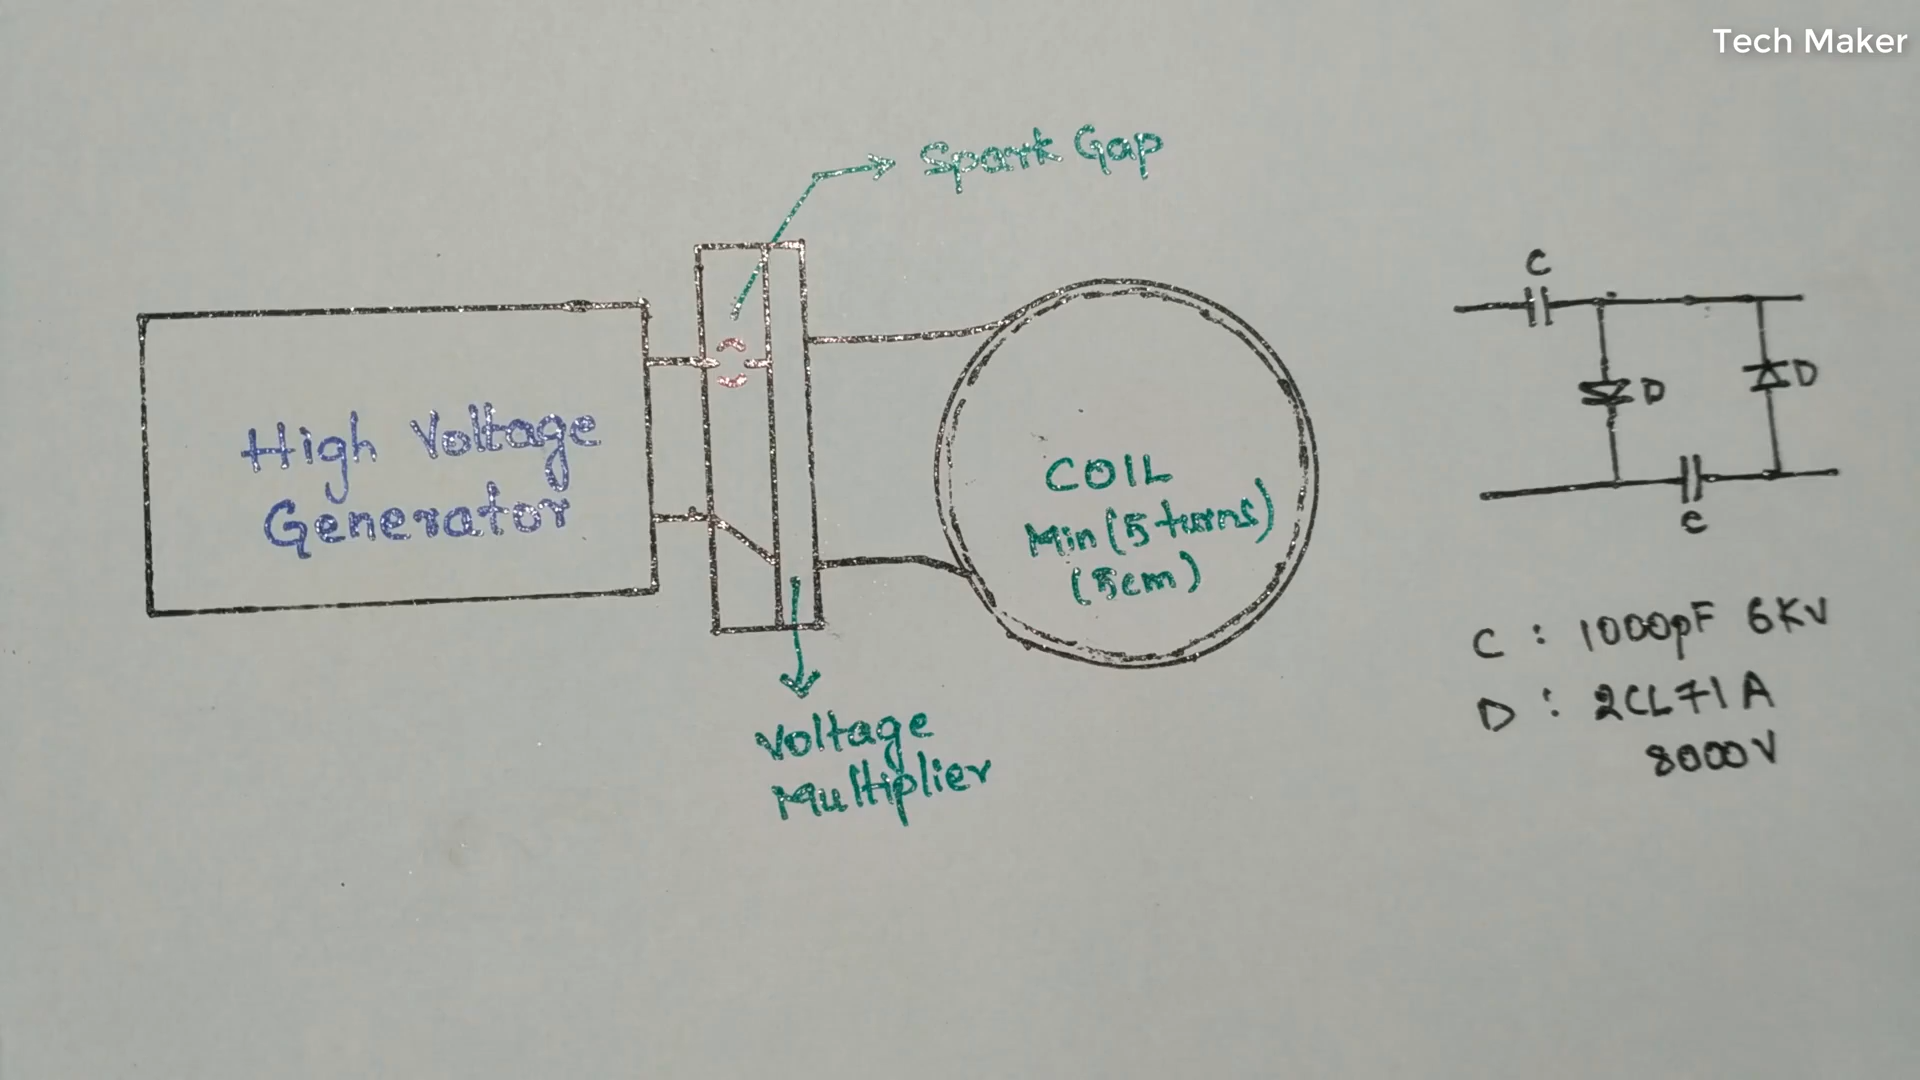 Tech Maker
Spark Gap
High Voltage
Generator
COIL
Min (5 turns)
(5cm)
Voltage
Multiplier
C
D
D
C
C : 1000pF 6KV
D : 2CL71A
8000V